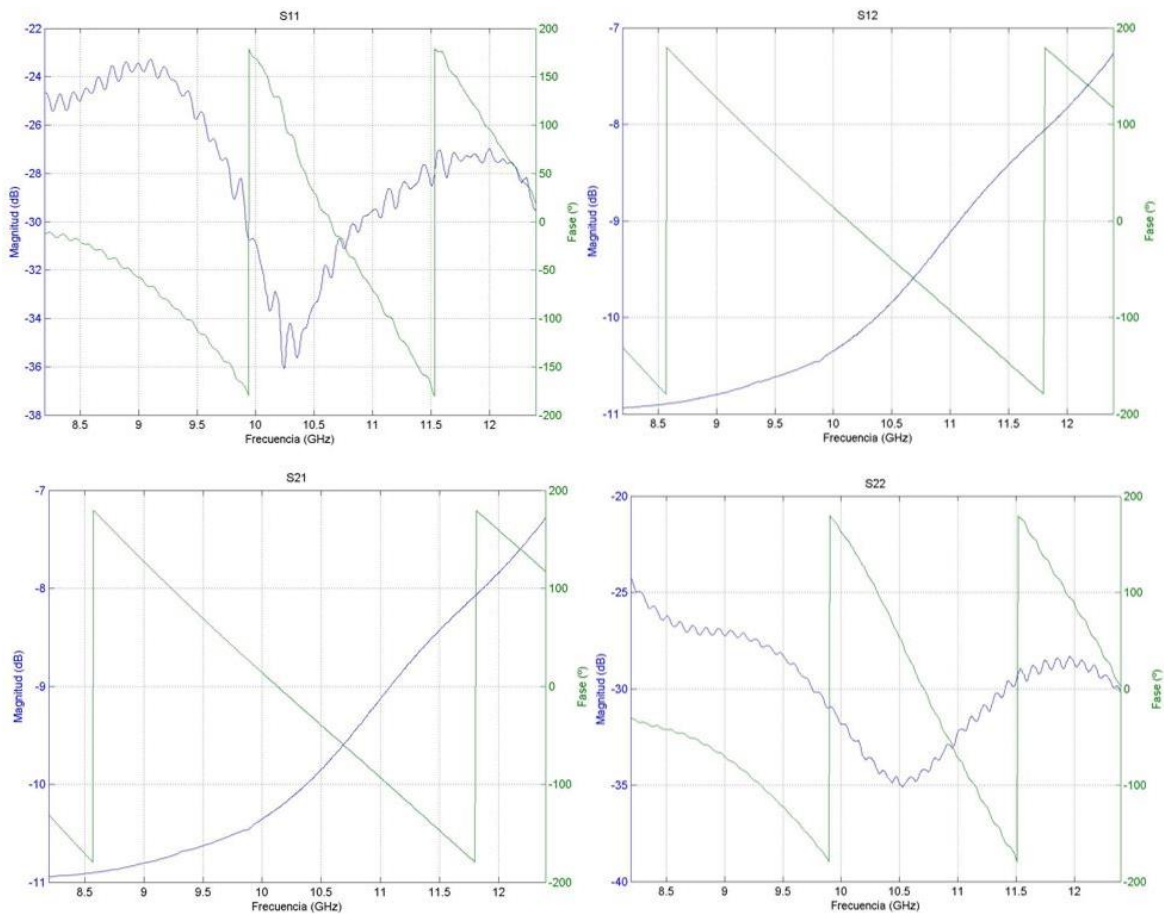 S11
-22
-24
-26
-28
-30
-32
-34
-36
-38
Magnitud (dB)
200
150
100
50
0
-50
-100
-150
-200
Fase (º)
8.5 9 9.5 10 10.5 11 11.5 12
Frecuencia (GHz)
S12
-7
-8
-9
-10
-11
Magnitud (dB)
200
100
0
-100
-200
Fase (º)
8.5 9 9.5 10 10.5 11 11.5 12
Frecuencia (GHz)
S21
-7
-8
-9
-10
-11
Magnitud (dB)
200
100
0
-100
-200
Fase (º)
8.5 9 9.5 10 10.5 11 11.5 12
Frecuencia (GHz)
S22
-20
-25
-30
-35
-40
Magnitud (dB)
200
100
0
-100
-200
Fase (º)
8.5 9 9.5 10 10.5 11 11.5 12
Frecuencia (GHz)